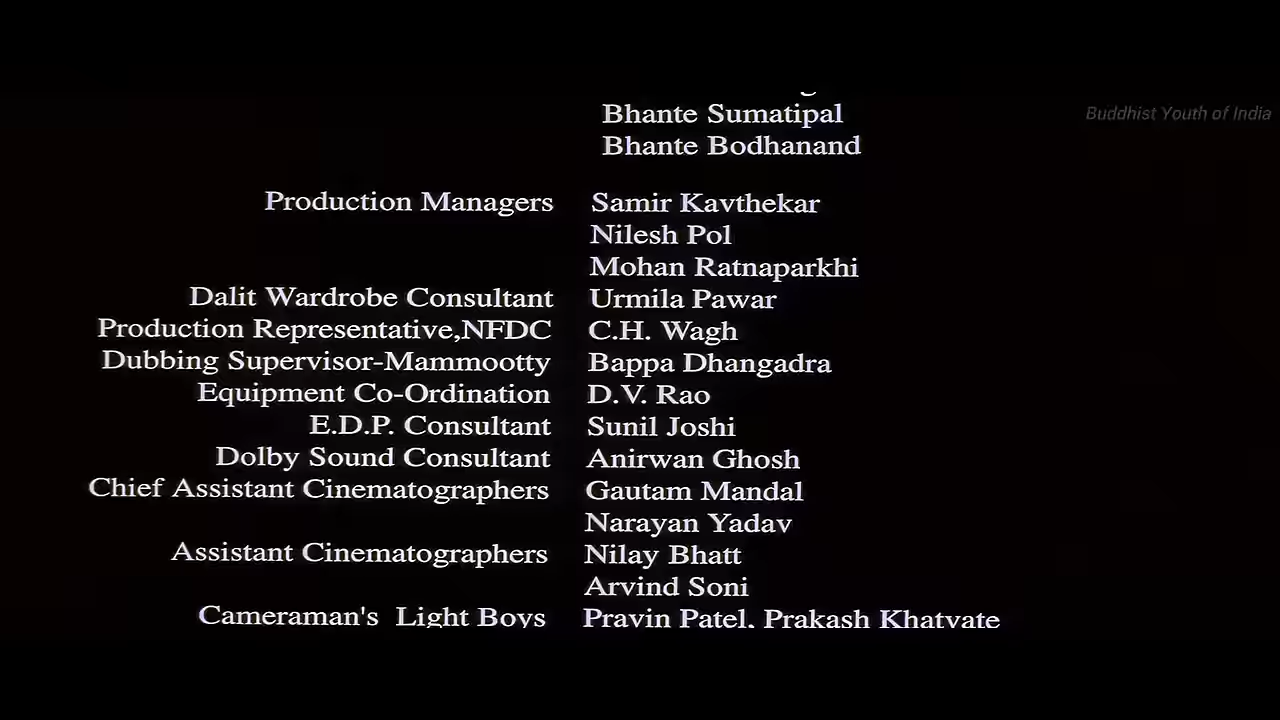 Bhante Sumatipal
Buddhist Youth of India
Bhante Bodhanand
Production Managers Samir Kavthekar
Nilesh Pol
Mohan Ratnaparkhi
Dalit Wardrobe Consultant Urmila Pawar
Production Representative,NFDC C.H. Wagh
Dubbing Supervisor-Mammootty Bappa Dhangadra
Equipment Co-Ordination D.V. Rao
E.D.P. Consultant Sunil Joshi
Dolby Sound Consultant Anirwan Ghosh
Chief Assistant Cinematographers Gautam Mandal
Narayan Yadav
Assistant Cinematographers Nilay Bhatt
Arvind Soni
Cameraman's Light Boys Pravin Patel, Prakash Khatvate